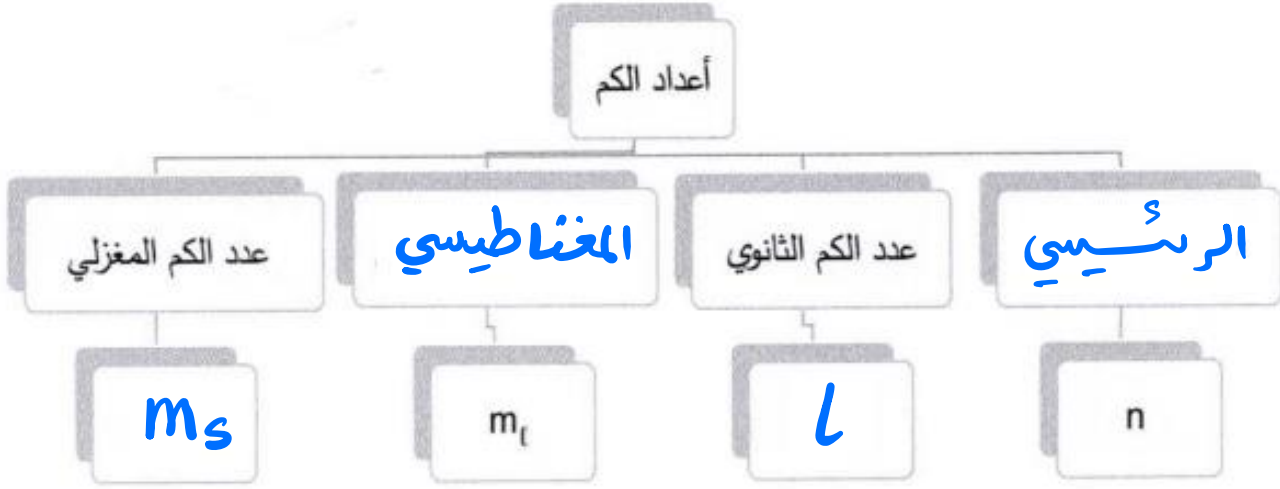 أعداد الكم
الرئيسي
عدد الكم الثانوي
المغناطيسي
عدد الكم المغزلي
n
l
mₗ
mₛ